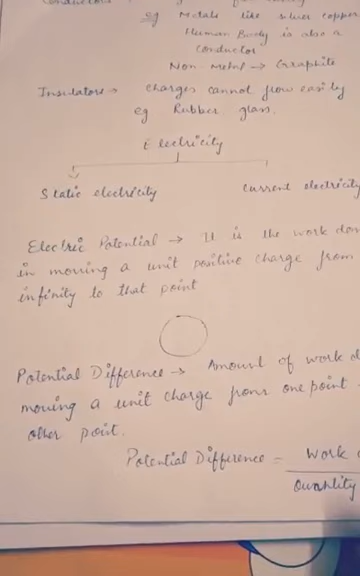 eg Metals like silver copper
Human Body is also a
conductor
Non-Metal → Graphite
Insulators → charges cannot flow easily
eg Rubber glass.
Electricity
Static electricity current electricity
Electric Potential → It is the work don
in moving a unit positive charge from
infinity to that point
Potential Difference → Amount of work d
moving a unit charge from one point
other point.
Potential Difference = Work
Quantity